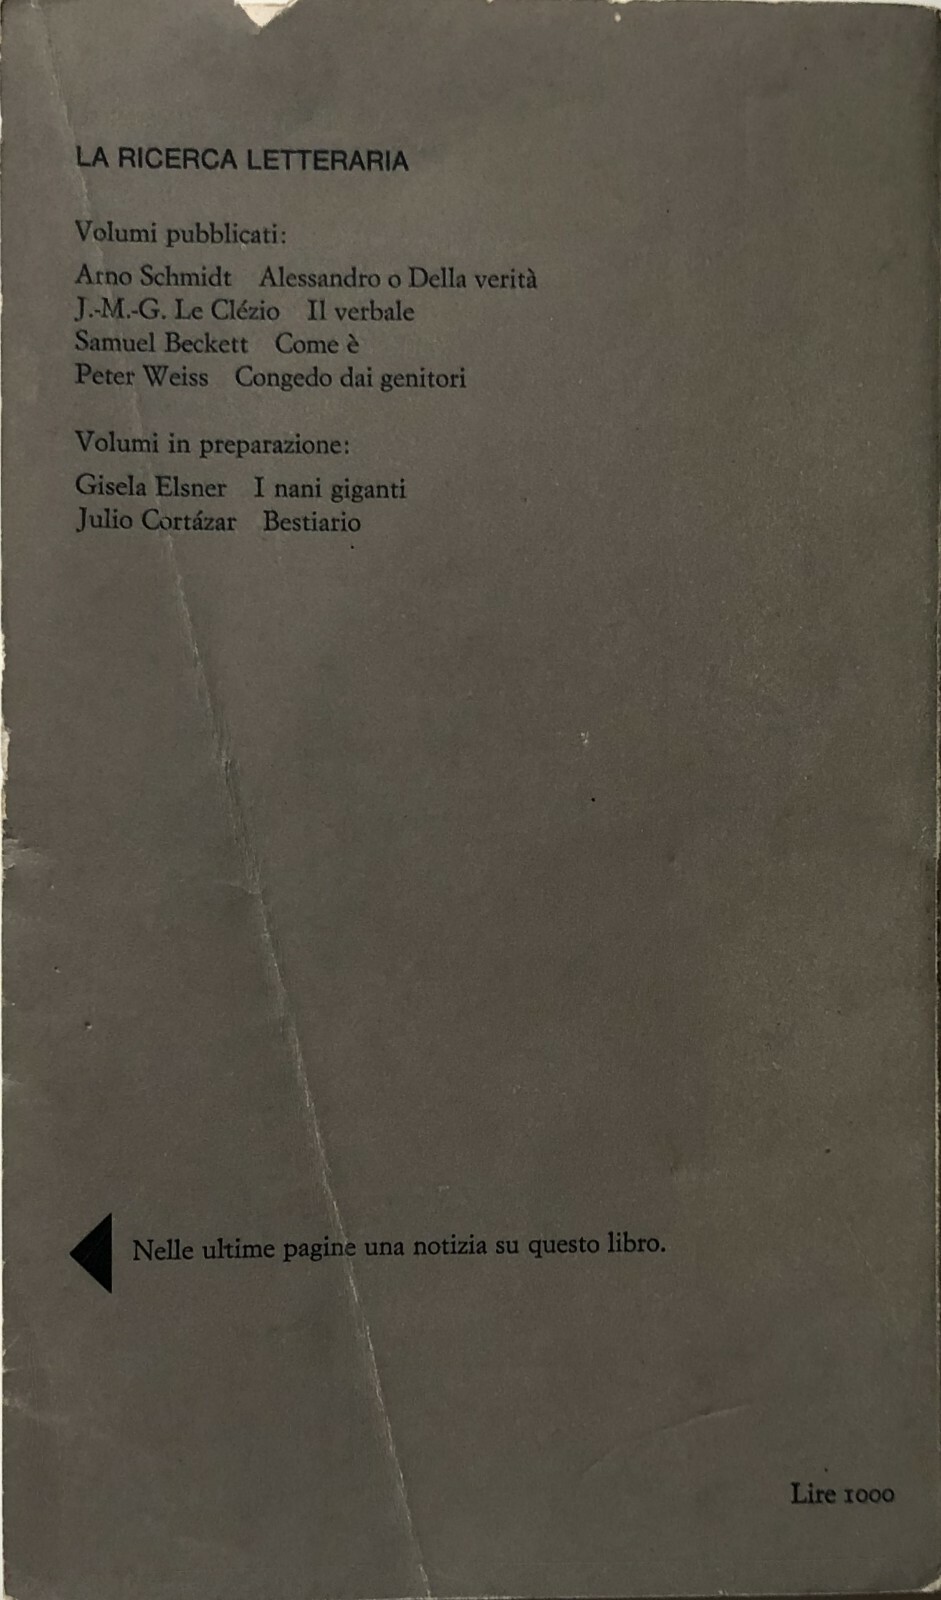 LA RICERCA LETTERARIA
Volumi pubblicati:
Arno Schmidt Alessandro o Della verità
J.-M.-G. Le Clézio Il verbale
Samuel Beckett Come è
Peter Weiss Congedo dai genitori
Volumi in preparazione:
Gisela Elsner I nani giganti
Julio Cortázar Bestiario
Nelle ultime pagine una notizia su questo libro.
Lire 1000